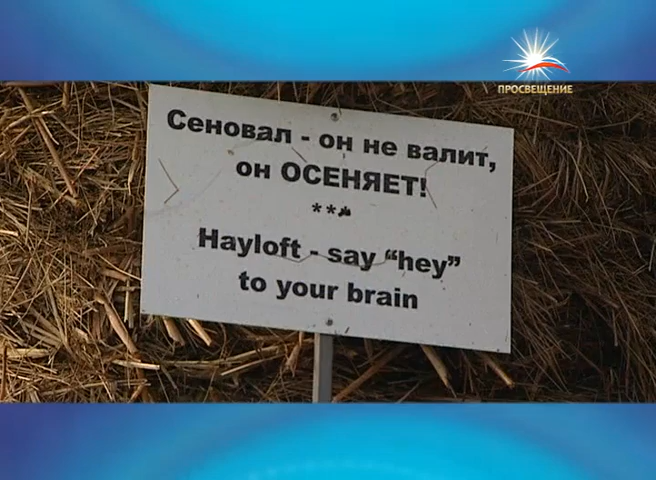 ПРОСВЕЩЕНИЕ
Сеновал - он не валит,
он ОСЕНЯЕТ!
***
Hayloft - say “hey”
to your brain